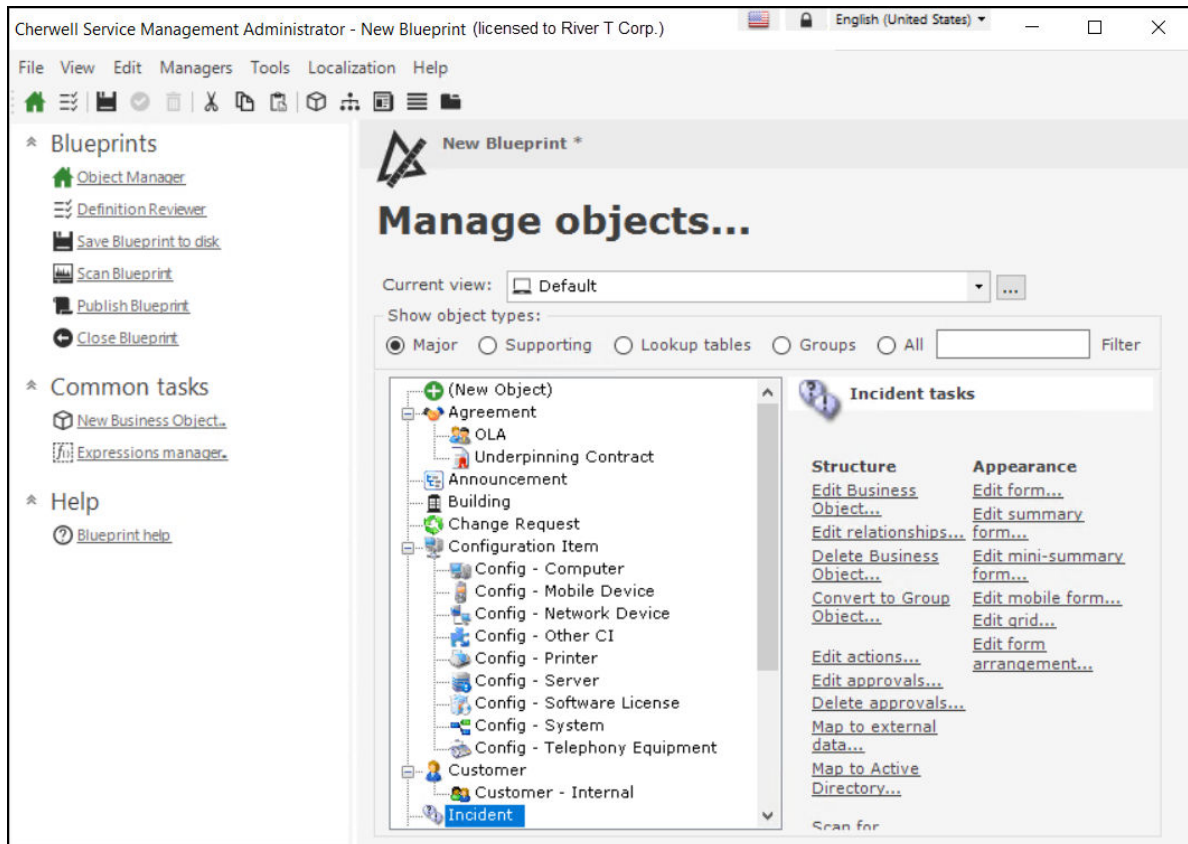 Cherwell Service Management Administrator - New Blueprint (licensed to River T Corp.)
English (United States)
File View Edit Managers Tools Localization Help
Blueprints
Object Manager
Definition Reviewer
Save Blueprint to disk
Scan Blueprint
Publish Blueprint
Close Blueprint
Common tasks
New Business Object...
Expressions manager...
Help
Blueprint help
New Blueprint *
Manage objects...
Current view: Default ...
Show object types:
Major Supporting Lookup tables Groups All Filter
(New Object)
Agreement
OLA
Underpinning Contract
Announcement
Building
Change Request
Configuration Item
Config - Computer
Config - Mobile Device
Config - Network Device
Config - Other CI
Config - Printer
Config - Server
Config - Software License
Config - System
Config - Telephony Equipment
Customer
Customer - Internal
Incident
Incident tasks
Structure
Edit Business
Object...
Edit relationships...
Delete Business
Object...
Convert to Group
Object...
Edit actions...
Edit approvals...
Delete approvals...
Map to external
data...
Map to Active
Directory...
Scan for
Appearance
Edit form...
Edit summary
form...
Edit mini-summary
form...
Edit mobile form...
Edit grid...
Edit form
arrangement...